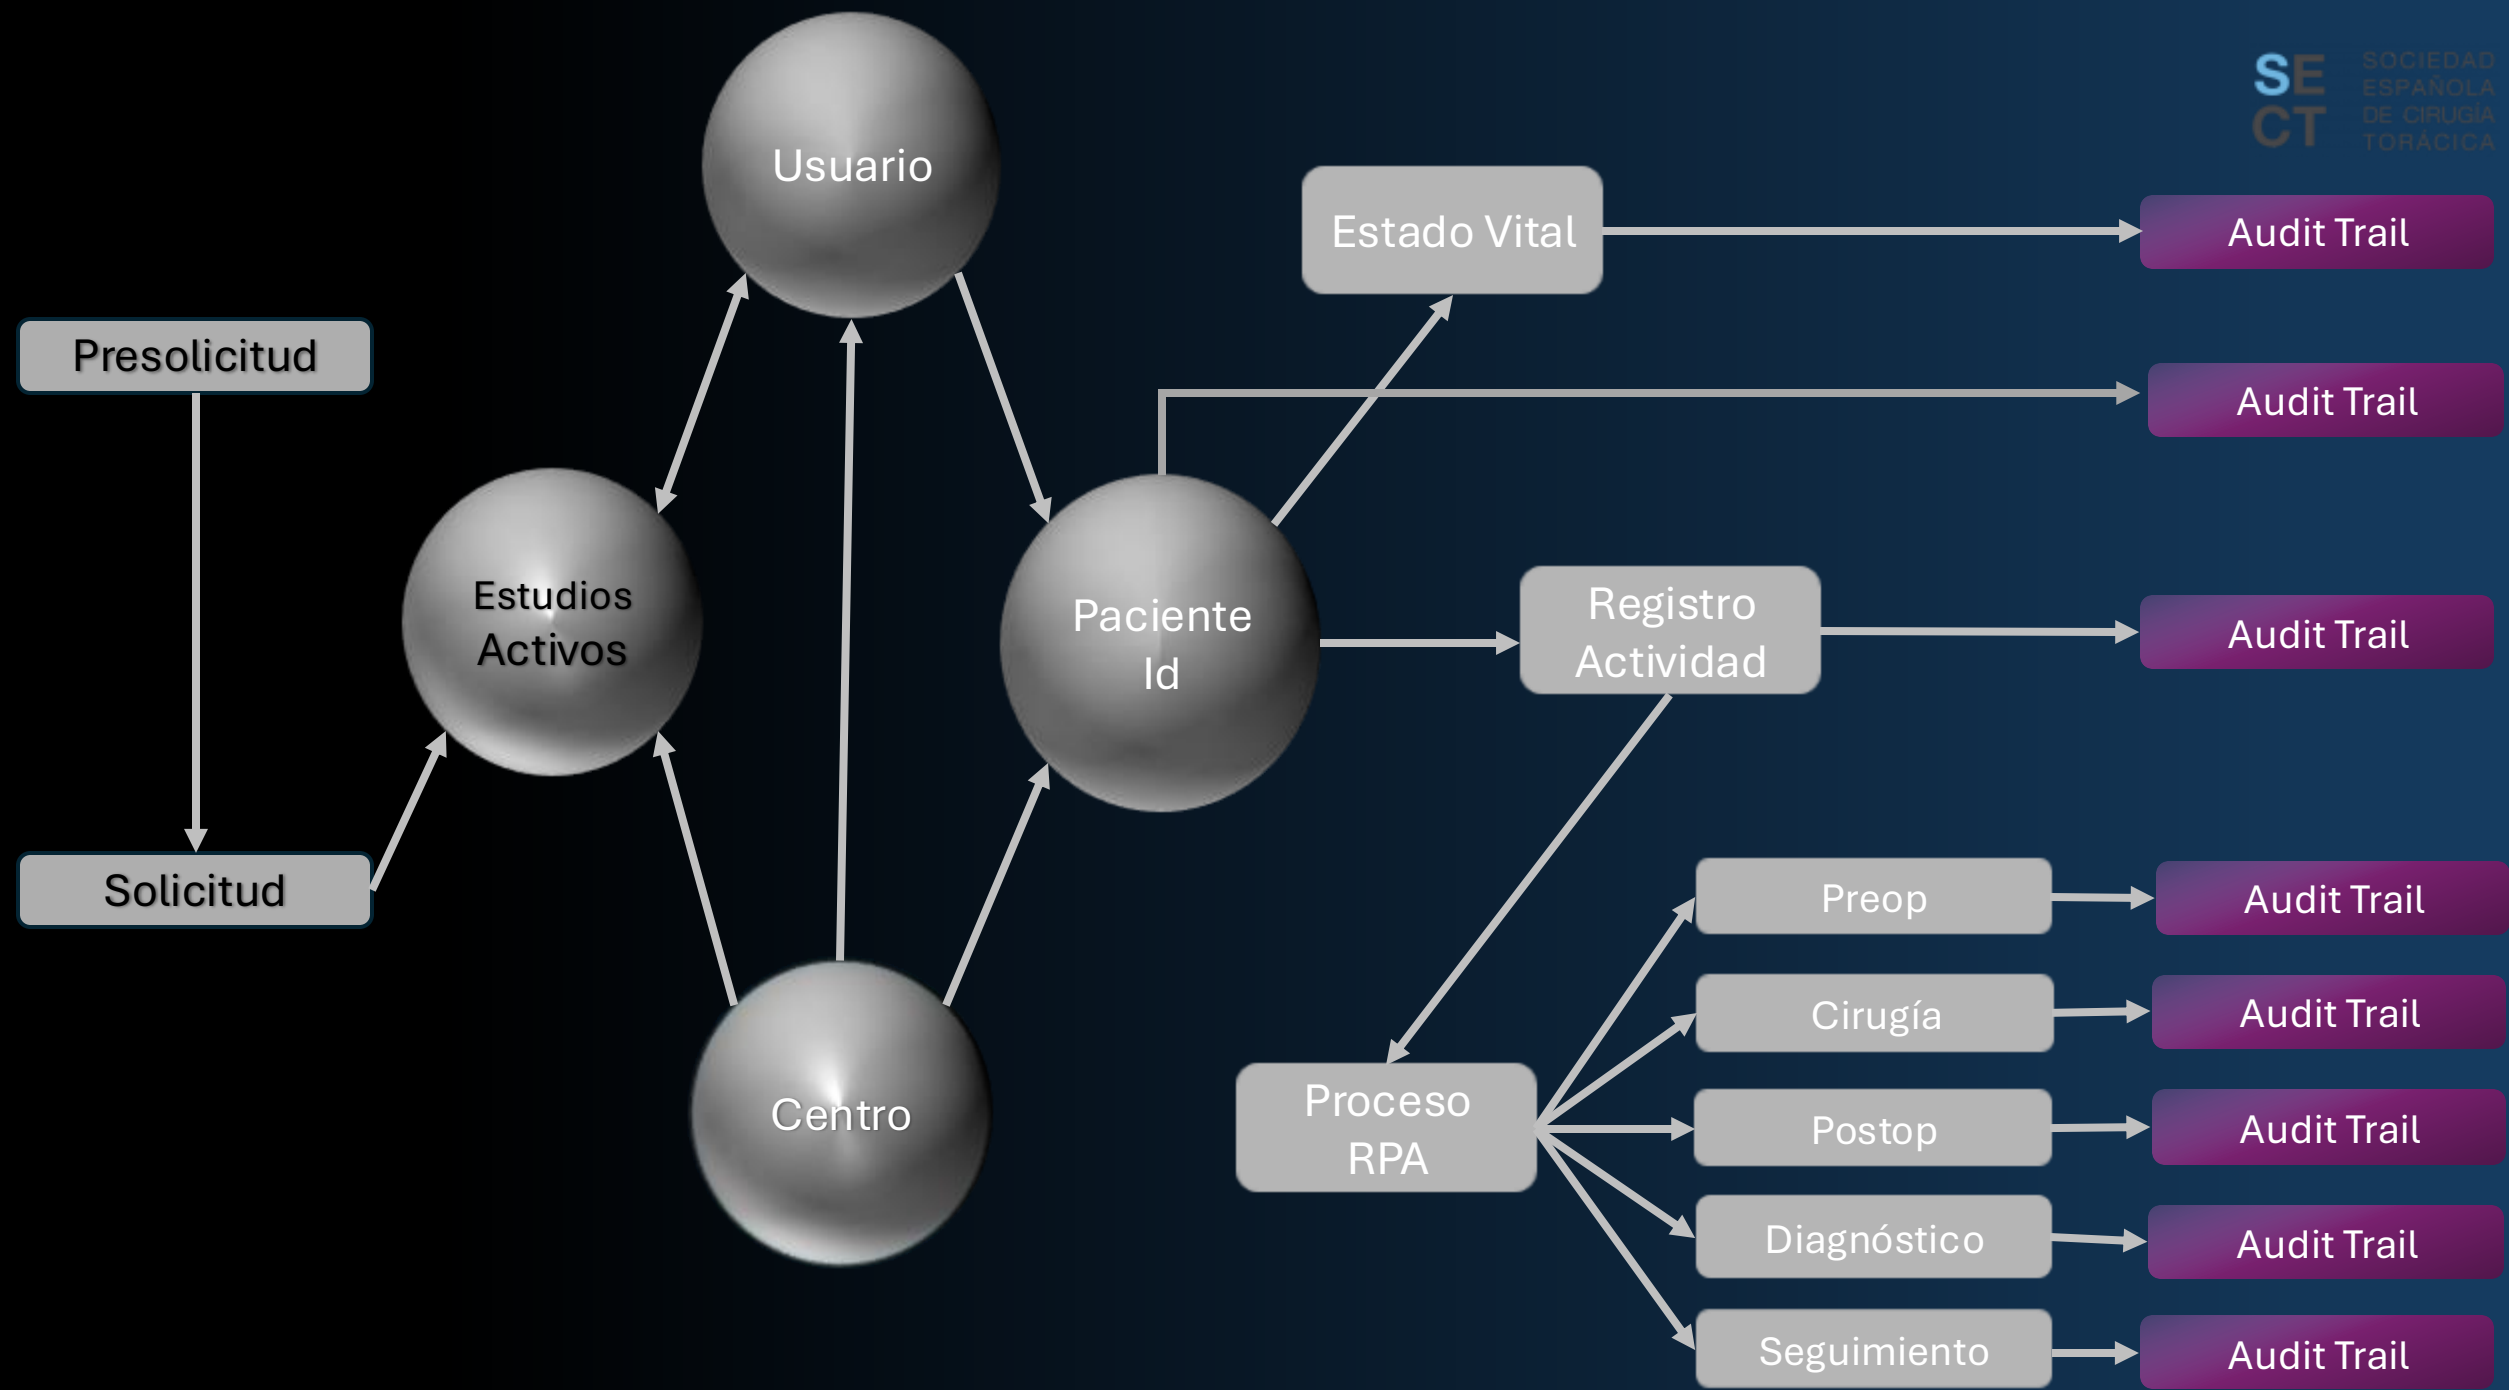 Usuario
SE
CT
SOCIEDAD
ESPAÑOLA
DE CIRUGÍA
TORÁCICA
Estado Vital
Audit Trail
Presolicitud
Audit Trail
Estudios
Activos
Paciente
Id
Registro
Actividad
Audit Trail
Solicitud
Preop
Audit Trail
Cirugía
Audit Trail
Centro
Proceso
RPA
Postop
Audit Trail
Diagnóstico
Audit Trail
Seguimiento
Audit Trail